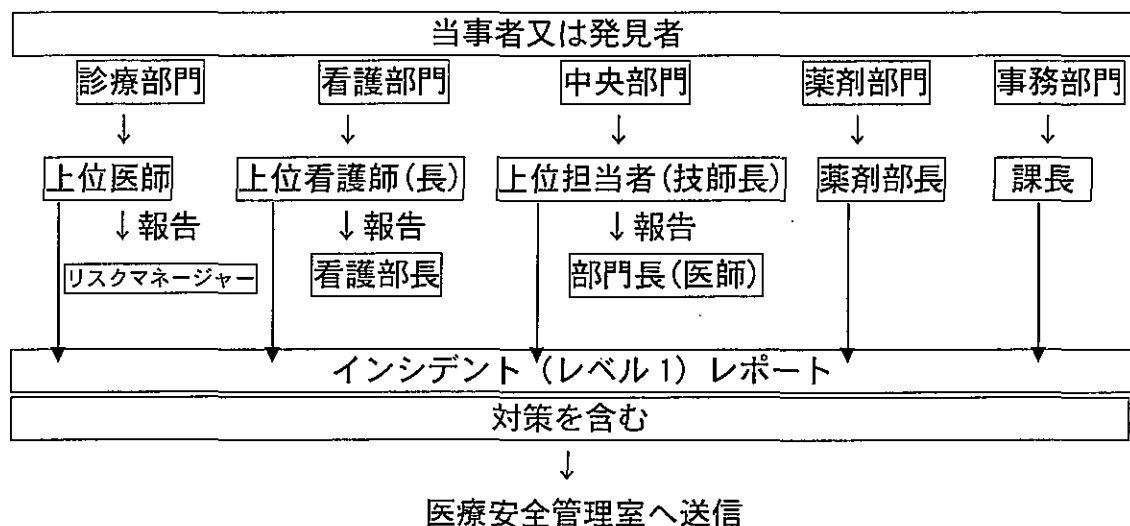 当事者又は発見者
診療部門 看護部門 中央部門 薬剤部門 事務部門
↓ ↓ ↓ ↓ ↓
上位医師 上位看護師(長) 上位担当者(技師長) 薬剤部長 課長
↓報告 ↓報告 ↓報告
リスクマネージャー 看護部長 部門長(医師)
インシデント(レベル1)レポート
対策を含む
↓
医療安全管理室へ送信